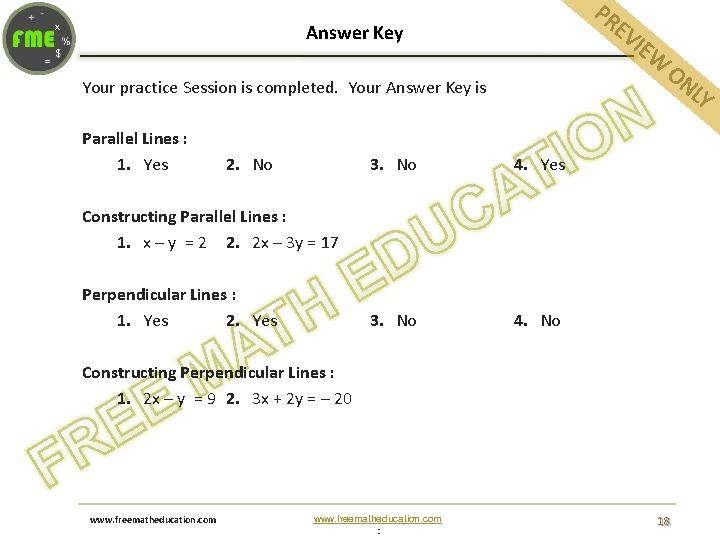 + -
x
FME %
$
=
Answer Key
PREVIEW ONLY
Your practice Session is completed. Your Answer Key is
Parallel Lines :
1. Yes 2. No 3. No 4. Yes
Constructing Parallel Lines :
1. x – y = 2 2. 2x – 3y = 17
Perpendicular Lines :
1. Yes 2. Yes 3. No 4. No
Constructing Perpendicular Lines :
1. 2x – y = 9 2. 3x + 2y = – 20
FREE MATH EDUCATION
www.freematheducation.com www.freematheducation.com 18
: